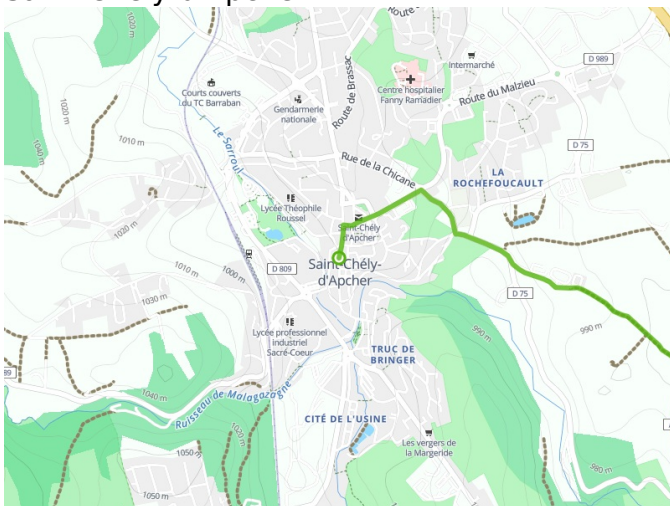 1020 m
1020 m
1040 m
1010 m
Courts couverts
du TC Barraban
Gendarmerie
nationale
Route de Brassac
Intermarché
D 989
Centre hospitalier
Fanny Ramadier
Route du Malzieu
D 75
Le Sarroul
Rue de la Chicane
LA
ROCHEFOUCAULT
Lycée Théophile
Roussel
1020 m
Saint-Chély
d'Apcher
Saint-Chély-
d'Apcher
D 809
1010 m
1000 m
1030 m
D 75
990 m
990 m
Lycée professionnel
industriel
Sacré-Coeur
TRUC DE
BRINGER
89
1040 m
Ruisseau de Malagazagne
CITÉ DE L'USINE
Les vergers de
la Margeride
1050 m
1050 m
980 m